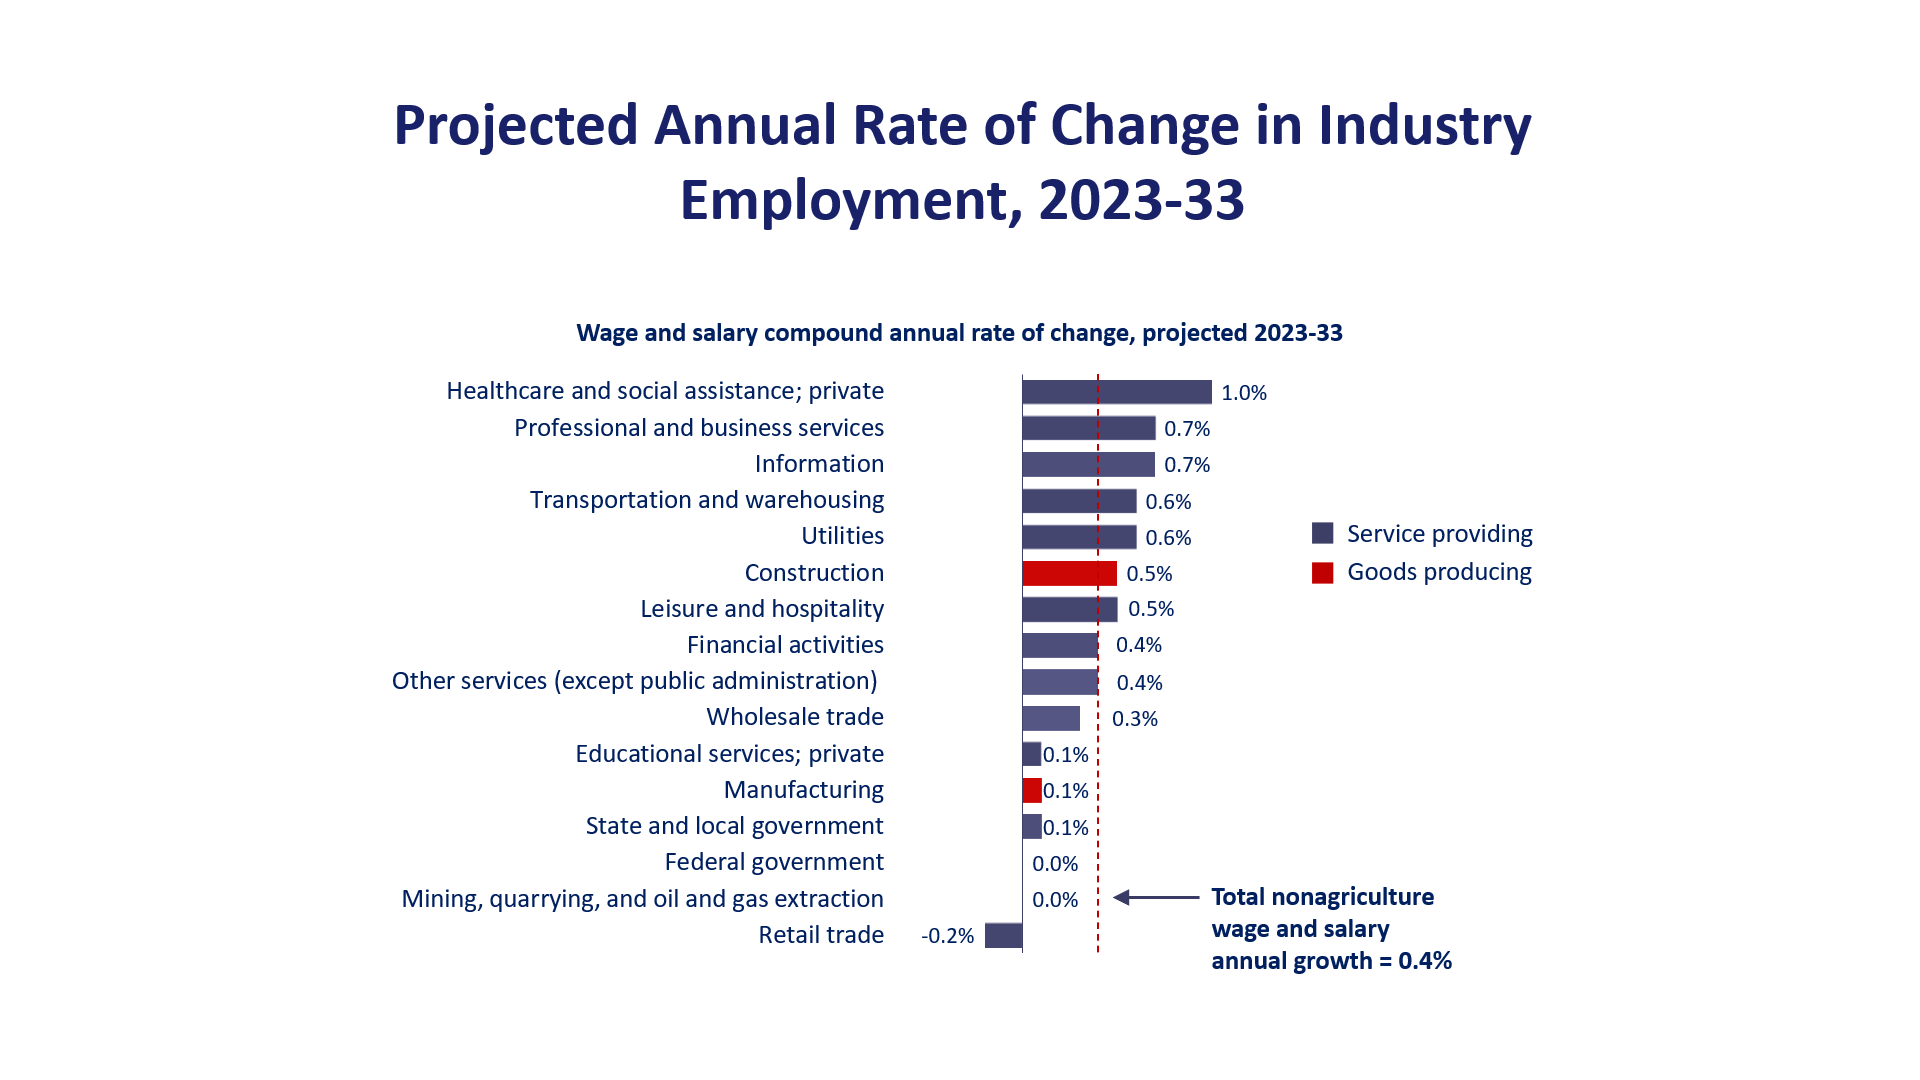 Projected Annual Rate of Change in Industry
Employment, 2023-33
Wage and salary compound annual rate of change, projected 2023-33
Healthcare and social assistance; private 1.0%
Professional and business services 0.7%
Information 0.7%
Transportation and warehousing 0.6%
Utilities 0.6%
Service providing
Construction 0.5%
Goods producing
Leisure and hospitality 0.5%
Financial activities 0.4%
Other services (except public administration) 0.4%
Wholesale trade 0.3%
Educational services; private 0.1%
Manufacturing 0.1%
State and local government 0.1%
Federal government 0.0%
Mining, quarrying, and oil and gas extraction 0.0%
Retail trade -0.2%
Total nonagriculture
wage and salary
annual growth = 0.4%